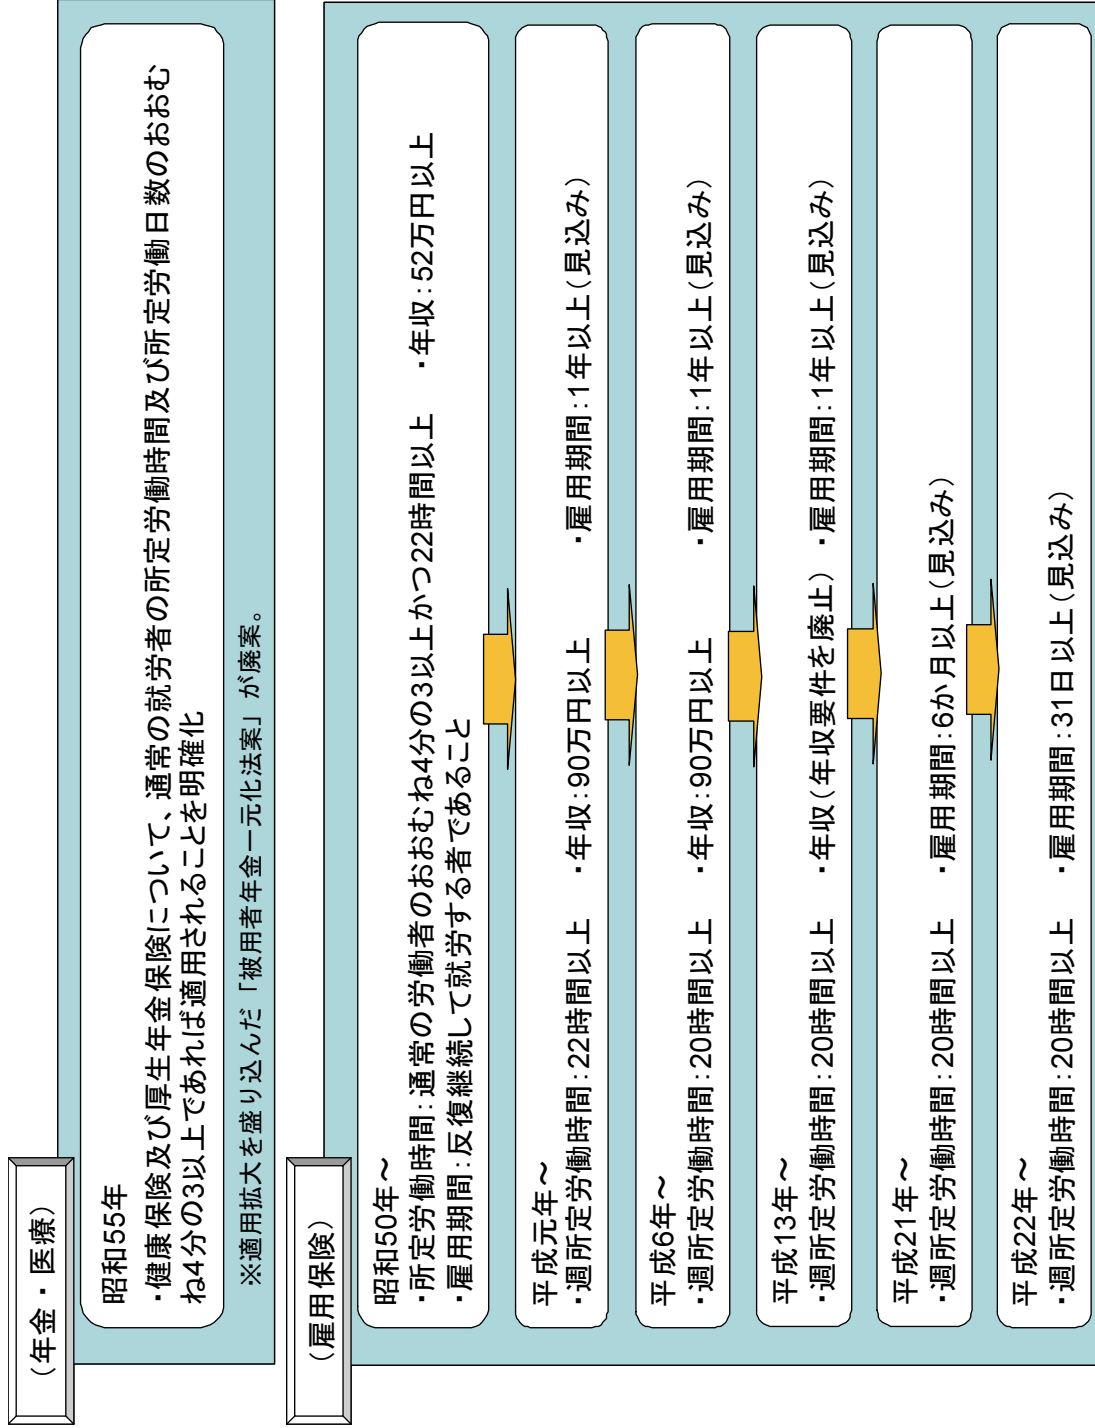 (年金・医療)
昭和55年
・健康保険及び厚生年金保険について、通常の就労者の所定労働時間及び所定労働日数のおおむ
ね4分の3以上であれば適用されることを明確化
※適用拡大を盛り込んだ「被用者年金一元化法案」が廃案。
(雇用保険)
昭和50年～
・所定労働時間:通常の労働者のおおむね4分の3以上かつ22時間以上 ・年収:52万円以上
・雇用期間:反復継続して就労する者であること
平成元年～
・週所定労働時間:22時間以上 ・年収:90万円以上 ・雇用期間:1年以上(見込み)
平成6年～
・週所定労働時間:20時間以上 ・年収:90万円以上 ・雇用期間:1年以上(見込み)
平成13年～
・週所定労働時間:20時間以上 ・年収(年収要件を廃止) ・雇用期間:1年以上(見込み)
平成21年～
・週所定労働時間:20時間以上 ・雇用期間:6か月以上(見込み)
平成22年～
・週所定労働時間:20時間以上 ・雇用期間:31日以上(見込み)